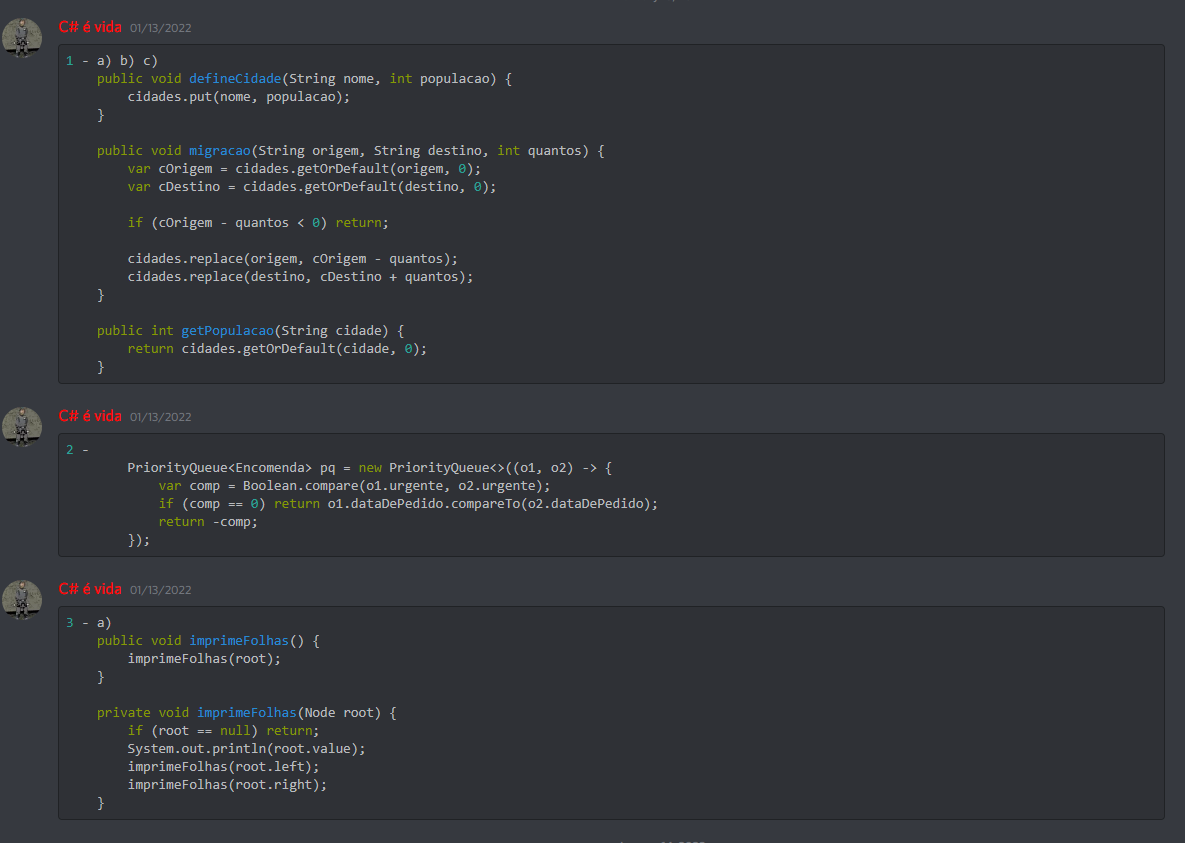 C# é vida 01/13/2022
1 - a) b) c)
    public void defineCidade(String nome, int populacao) {
        cidades.put(nome, populacao);
    }

    public void migracao(String origem, String destino, int quantos) {
        var cOrigem = cidades.getOrDefault(origem, 0);
        var cDestino = cidades.getOrDefault(destino, 0);

        if (cOrigem - quantos < 0) return;

        cidades.replace(origem, cOrigem - quantos);
        cidades.replace(destino, cDestino + quantos);
    }

    public int getPopulacao(String cidade) {
        return cidades.getOrDefault(cidade, 0);
    }
C# é vida 01/13/2022
2 -
        PriorityQueue<Encomenda> pq = new PriorityQueue<>((o1, o2) -> {
            var comp = Boolean.compare(o1.urgente, o2.urgente);
            if (comp == 0) return o1.dataDePedido.compareTo(o2.dataDePedido);
            return -comp;
        });
C# é vida 01/13/2022
3 - a)
    public void imprimeFolhas() {
        imprimeFolhas(root);
    }

    private void imprimeFolhas(Node root) {
        if (root == null) return;
        System.out.println(root.value);
        imprimeFolhas(root.left);
        imprimeFolhas(root.right);
    }